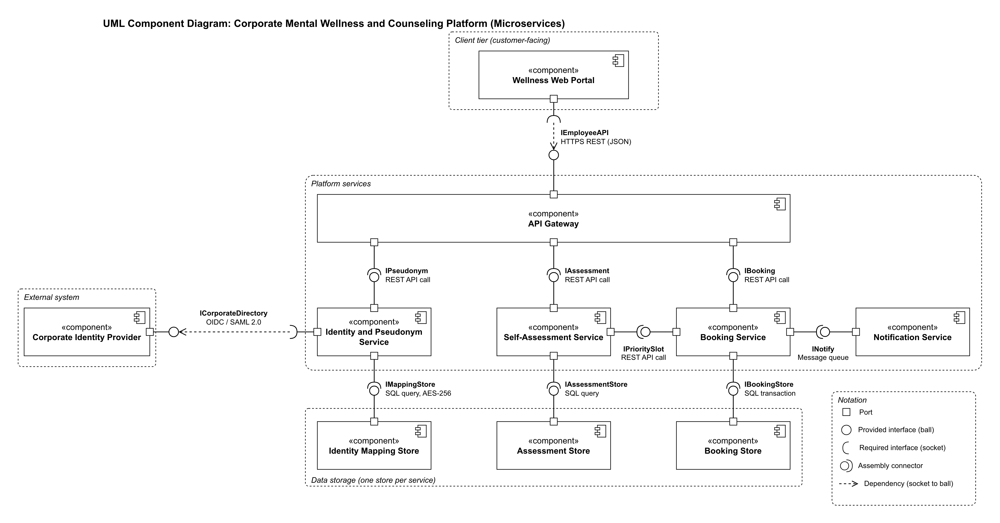 UML Component Diagram: Corporate Mental Wellness and Counseling Platform (Microservices)
Client tier (customer-facing)
«component»
Wellness Web Portal
IEmployeeAPI
HTTPS REST (JSON)
Platform services
«component»
API Gateway
IPseudonym
REST API call
IAssessment
REST API call
IBooking
REST API call
External system
«component»
Corporate Identity Provider
ICorporateDirectory
OIDC / SAML 2.0
«component»
Identity and Pseudonym
Service
«component»
Self-Assessment Service
IPrioritySlot
REST API call
«component»
Booking Service
INotify
Message queue
«component»
Notification Service
IMappingStore
SQL query, AES-256
IAssessmentStore
SQL query
IBookingStore
SQL transaction
«component»
Identity Mapping Store
«component»
Assessment Store
«component»
Booking Store
Data storage (one store per service)
Notation
Port
Provided interface (ball)
Required interface (socket)
Assembly connector
Dependency (socket to ball)